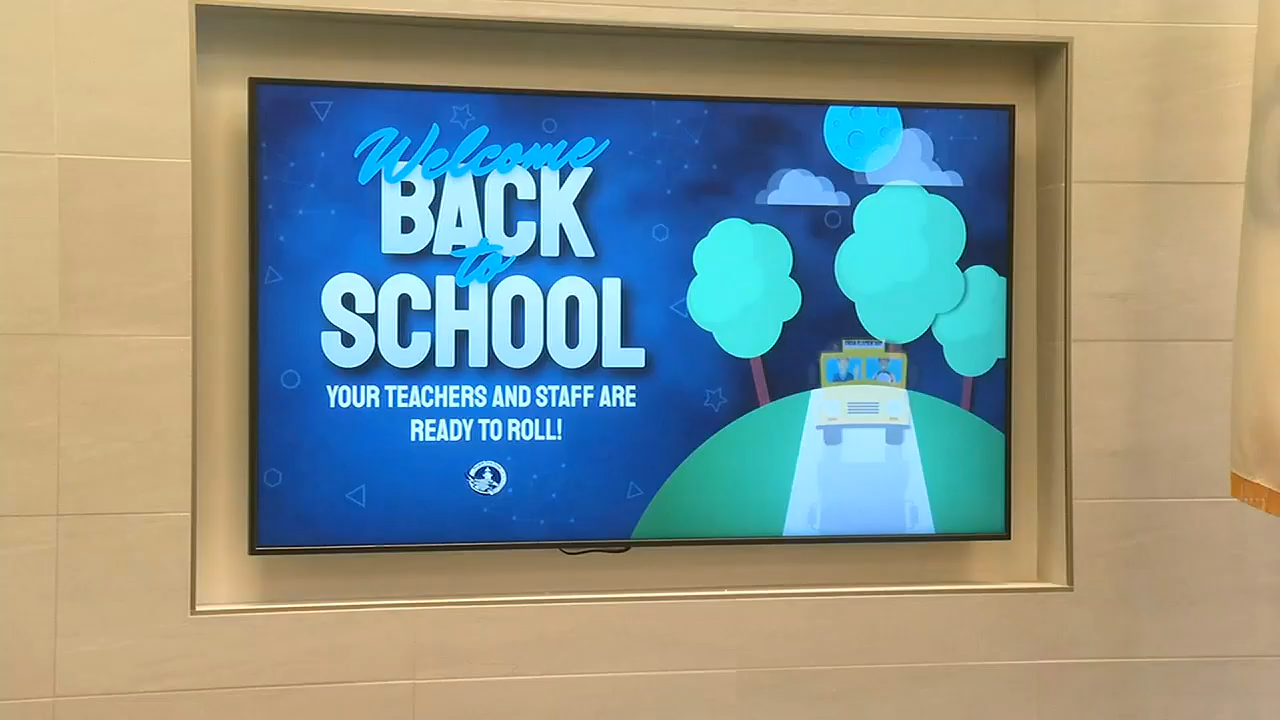 Welcome
BACK
to
SCHOOL
YOUR TEACHERS AND STAFF ARE
READY TO ROLL!